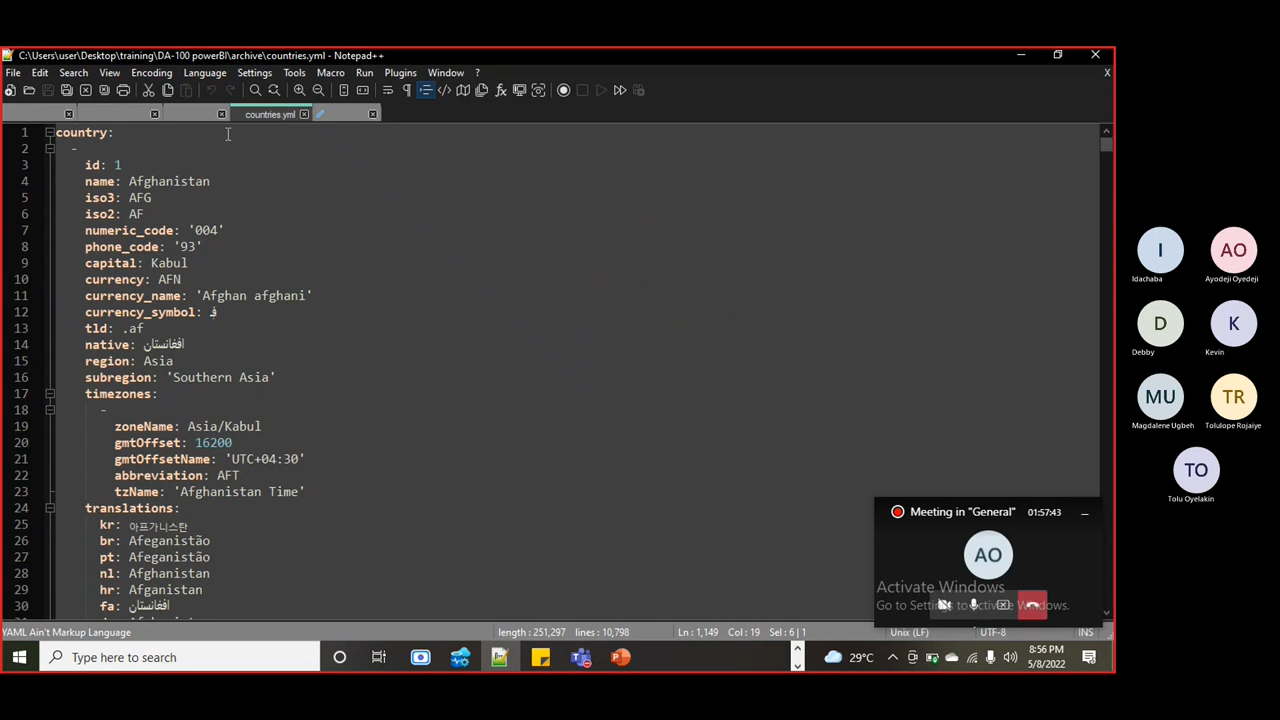 C:\Users\user\Desktop\training\DA-100 powerBI\archive\countries.yml - Notepad++
File Edit Search View Encoding Language Settings Tools Macro Run Plugins Window ? X
countries.yml
1 country:
2 -
3 id: 1
4 name: Afghanistan
5 iso3: AFG
6 iso2: AF
7 numeric_code: '004'
8 phone_code: '93'
9 capital: Kabul
10 currency: AFN
11 currency_name: 'Afghan afghani'
12 currency_symbol: ؋
13 tld: .af
14 native: افغانستان
15 region: Asia
16 subregion: 'Southern Asia'
17 timezones:
18 -
19 zoneName: Asia/Kabul
20 gmtOffset: 16200
21 gmtOffsetName: 'UTC+04:30'
22 abbreviation: AFT
23 tzName: 'Afghanistan Time'
24 translations:
25 kr: 아프가니스탄
26 br: Afeganistão
27 pt: Afeganistão
28 nl: Afghanistan
29 hr: Afganistan
30 fa: افغانستان
YAML Ain't Markup Language length : 251,297 lines : 10,798 Ln : 1,149 Col : 19 Sel : 6 | 1 Unix (LF) UTF-8 INS
Meeting in "General" 01:57:43
AO
Activate Windows
Go to Settings to activate Windows.
Type here to search
29°C
8:56 PM
5/8/2022
I AO
Idachaba Ayodeji Oyedeji
D K
Debby Kevin
MU TR
Magdalene Ugbeh Tolulope Rojaiye
TO
Tolu Oyelakin